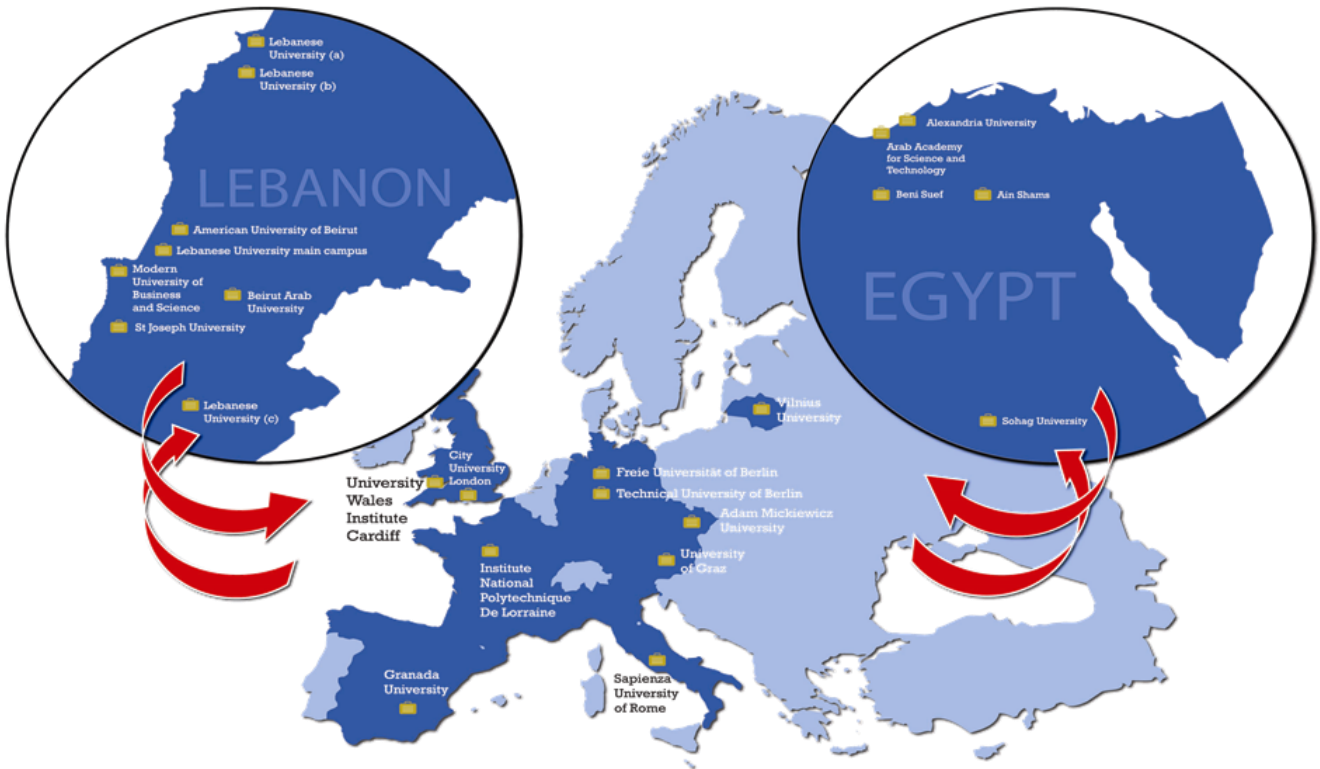 Lebanese
University (a)
Lebanese
University (b)
LEBANON
American University of Beirut
Lebanese University main campus
Modern
University of
Business
and Science
Beirut Arab
University
St Joseph University
Lebanese
University (c)
Alexandria University
Arab Academy
for Science and
Technology
Beni Suef
Ain Shams
EGYPT
Sohag University
Vilnius
University
City
University
London
University
Wales
Institute
Cardiff
Freie Universität of Berlin
Technical University of Berlin
Adam Mickiewicz
University
University
of Graz
Institute
National
Polytechnique
De Lorraine
Granada
University
Sapienza
University
of Rome